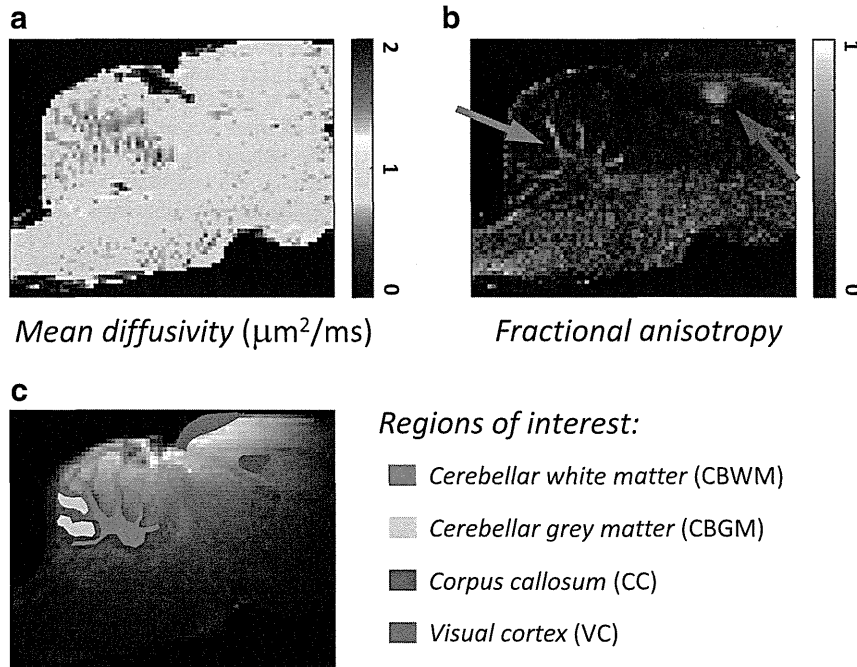 a
b
2
1
0
1
0
Mean diffusivity (μm²/ms)
Fractional anisotropy
c
Regions of interest:
Cerebellar white matter (CBWM)
Cerebellar grey matter (CBGM)
Corpus callosum (CC)
Visual cortex (VC)